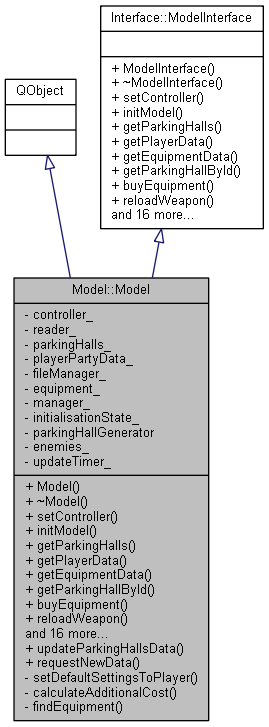 Interface::ModelInterface
+ ModelInterface()
+ ~ModelInterface()
+ setController()
+ initModel()
+ getParkingHalls()
+ getPlayerData()
+ getEquipmentData()
+ getParkingHallById()
+ buyEquipment()
+ reloadWeapon()
and 16 more...
QObject
Model::Model
- controller_
- reader_
- parkingHalls_
- playerPartyData_
- fileManager_
- equipment_
- manager_
- initialisationState_
- parkingHallGenerator
- enemies_
- updateTimer_
+ Model()
+ ~Model()
+ setController()
+ initModel()
+ getParkingHalls()
+ getPlayerData()
+ getEquipmentData()
+ getParkingHallById()
+ buyEquipment()
+ reloadWeapon()
and 16 more...
+ updateParkingHallsData()
+ requestNewData()
- setDefaultSettingsToPlayer()
- calculateAdditionalCost()
- findEquipment()